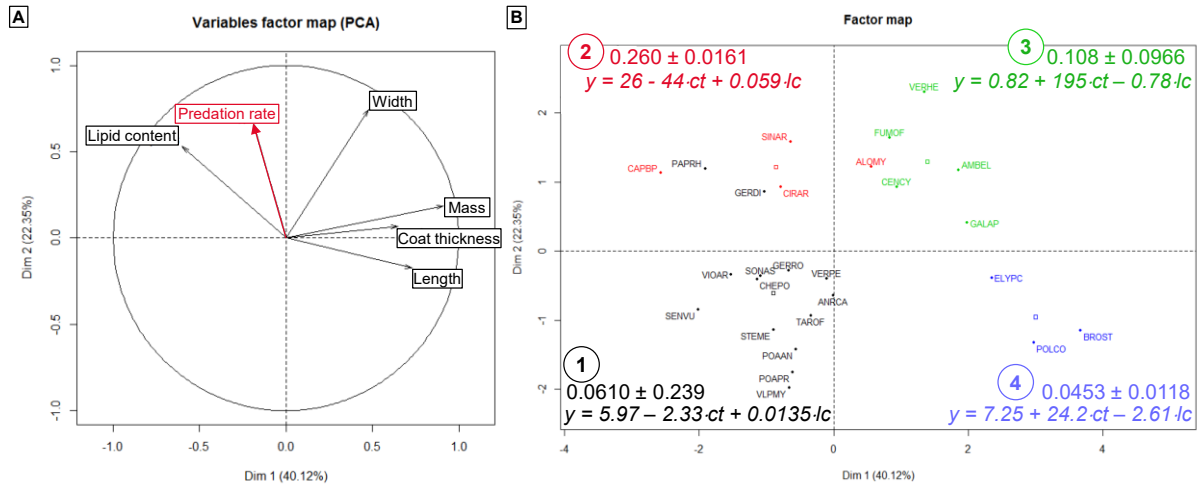 A
Variables factor map (PCA)
Dim 2 (22.35%)
1.0
0.5
0.0
-0.5
-1.0
Width
Predation rate
Lipid content
Mass
Coat thickness
Length
-1.0
-0.5
0.0
0.5
1.0
Dim 1 (40.12%)
B
Factor map
Dim 2 (22.35%)
2
1
0
-1
-2
2
0.260 ± 0.0161
y = 26 - 44·ct + 0.059·lc
3
0.108 ± 0.0966
y = 0.82 + 195·ct – 0.78·lc
VERHE
FUMOF
SINAR
ALOMY
AMBEL
CAPBP
PAPRH
CENCY
GERDI
CIRAR
GALAP
VIOAR
SONAS
GERRO
VERPE
ELYPC
CHEPO
ANRCA
SENVU
TAROF
STEME
BROST
POLCO
POAAN
POAPR
VLPMY
1
0.0610 ± 0.239
y = 5.97 – 2.33·ct + 0.0135·lc
4
0.0453 ± 0.0118
y = 7.25 + 24.2·ct – 2.61·lc
-4
-2
0
2
4
Dim 1 (40.12%)